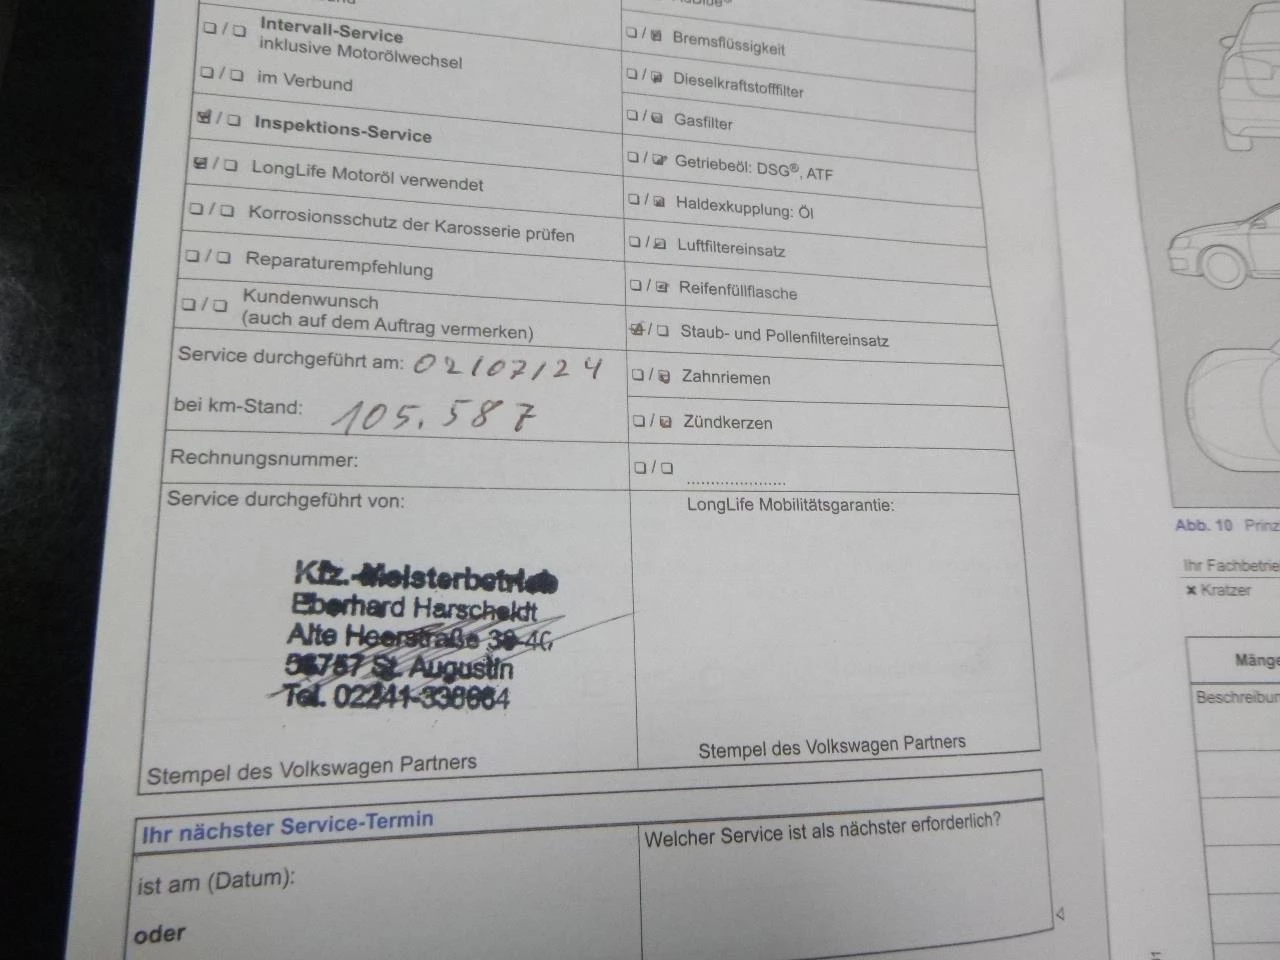 Intervall-Service
inklusive Motorölwechsel
im Verbund
Inspektions-Service
LongLife Motoröl verwendet
Korrosionsschutz der Karosserie prüfen
Reparaturempfehlung
Kundenwunsch
(auch auf dem Auftrag vermerken)
Service durchgeführt am: 02/07/24
bei km-Stand: 105.587
Rechnungsnummer:
Service durchgeführt von:
Kfz.-Meisterbetrieb
Eberhard Harscheidt
Alte Heerstraße
St. Augustin
Tel.
Stempel des Volkswagen Partners
Bremsflüssigkeit
Dieselkraftstofffilter
Gasfilter
Getriebeöl: DSG®, ATF
Haldexkupplung: Öl
Luftfiltereinsatz
Reifenfüllflasche
Staub- und Pollenfiltereinsatz
Zahnriemen
Zündkerzen
LongLife Mobilitätsgarantie:
Stempel des Volkswagen Partners
Ihr nächster Service-Termin
ist am (Datum):
oder
Welcher Service ist als nächster erforderlich?
Abb. 10
Ihr
x Kratzer